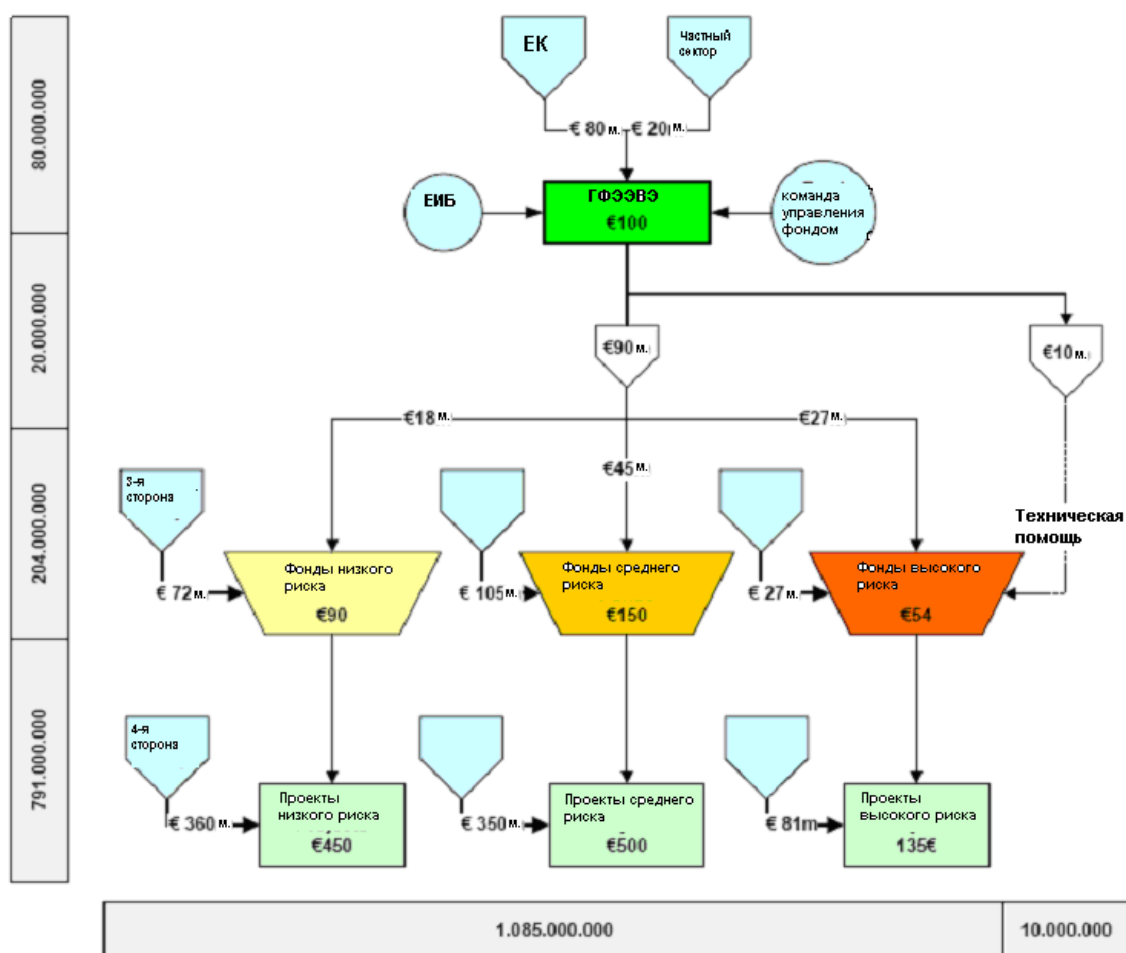 80.000.000
20.000.000
204.000.000
791.000.000
ЕК
Частный
сектор
€ 80 м.
€ 20 м.
ЕИБ
ГФЭЭВЭ
€100
команда
управления
фондом
€90 м.
€10 м.
€18 м.
€45 м.
€27 м.
3-я
сторона
Техническая
помощь
€ 72 м.
Фонды низкого
риска
€90
€ 105 м.
Фонды среднего
риска
€150
€ 27 м.
Фонды высокого
риска
€54
4-я
сторона
€ 360 м.
Проекты
низкого риска
€450
€ 350 м.
Проекты среднего
риска
€500
€ 81m
Проекты
высокого риска
135€
1.085.000.000
10.000.000